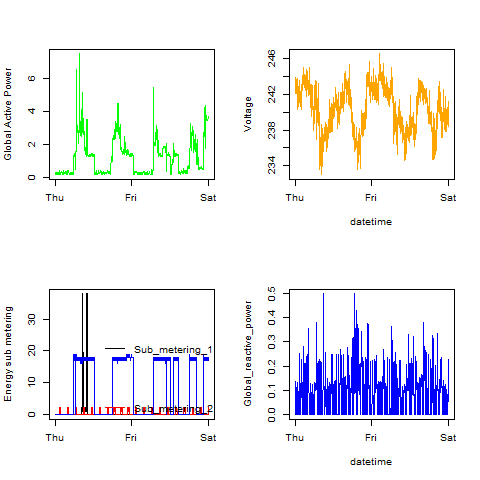 Global Active Power
0 2 4 6
Thu Fri Sat
Voltage
234 238 242 246
Thu Fri Sat
datetime
Energy sub metering
0 10 20 30
Sub_metering_1
Sub_metering_2
Thu Fri Sat
Global_reactive_power
0.0 0.1 0.2 0.3 0.4 0.5
Thu Fri Sat
datetime